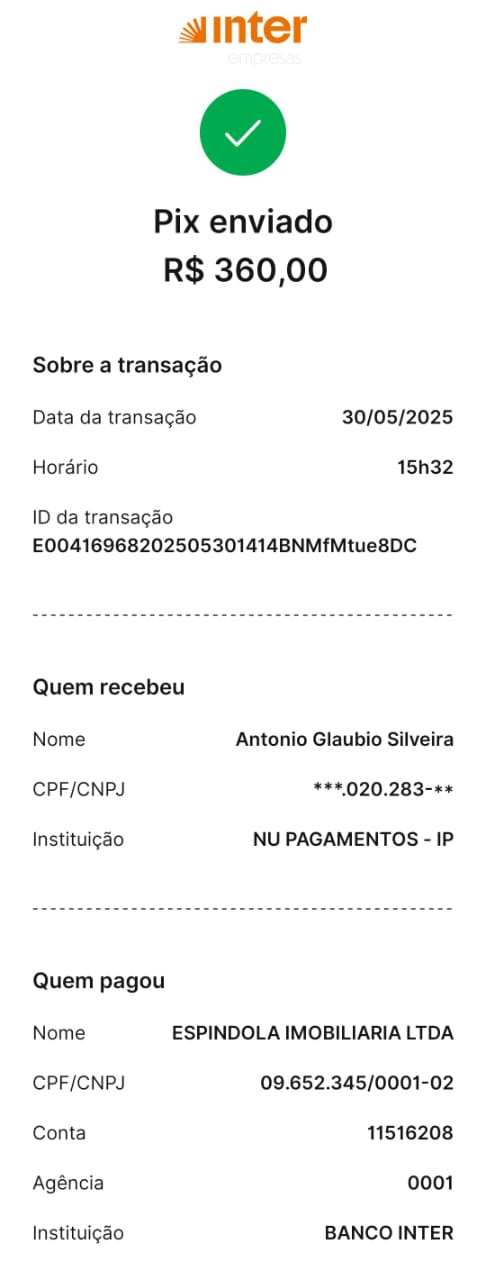 inter
empresas
Pix enviado
R$ 360,00
Sobre a transação
Data da transação 30/05/2025
Horário 15h32
ID da transação
E00416968202505301414BNMfMtue8DC
Quem recebeu
Nome Antonio Glaubio Silveira
CPF/CNPJ ***.020.283-**
Instituição NU PAGAMENTOS - IP
Quem pagou
Nome ESPINDOLA IMOBILIARIA LTDA
CPF/CNPJ 09.652.345/0001-02
Conta 11516208
Agência 0001
Instituição BANCO INTER